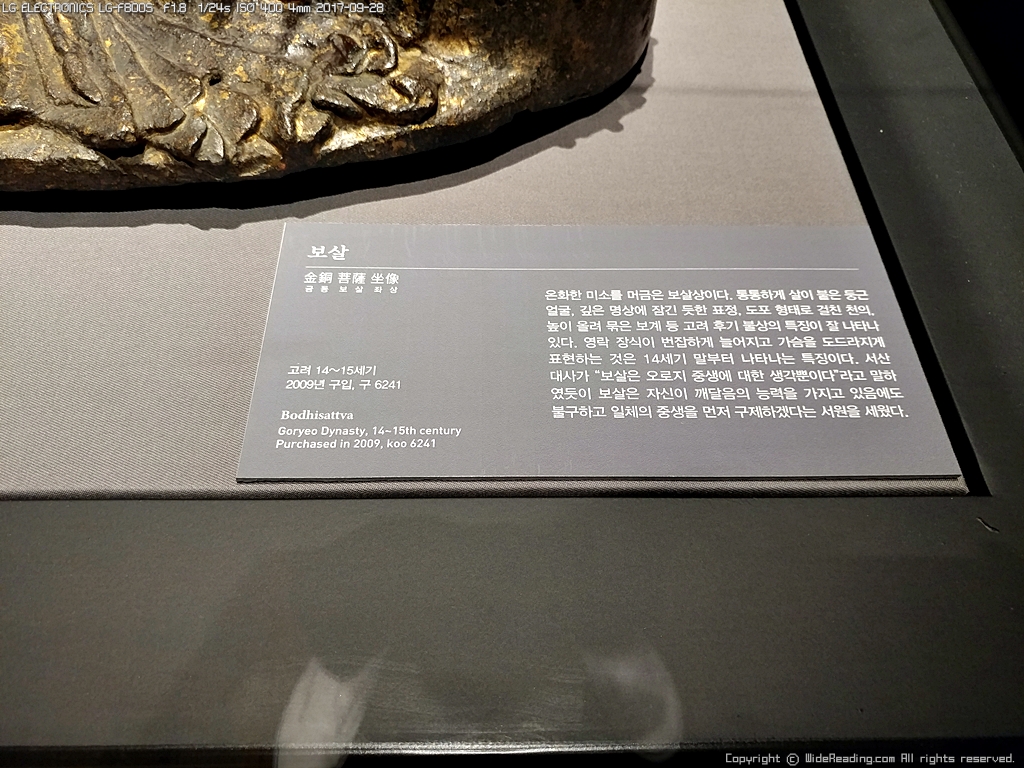 LG ELECTRONICS LG-F800S f1.8 1/24s ISO 400 4mm 2017-09-28
보살
金銅 菩薩 坐像
금동 보살 좌상
고려 14~15세기
2009년 구입, 구 6241
Bodhisattva
Goryeo Dynasty, 14~15th century
Purchased in 2009, koo 6241
온화한 미소를 머금은 보살상이다. 통통하게 살이 붙은 둥근
얼굴, 깊은 명상에 잠긴 듯한 표정, 도포 형태로 걸친 천의,
높이 올려 묶은 보계 등 고려 후기 불상의 특징이 잘 나타나
있다. 영락 장식이 번잡하게 늘어지고 가슴을 도드라지게
표현하는 것은 14세기 말부터 나타나는 특징이다. 서산
대사가 “보살은 오로지 중생에 대한 생각뿐이다”라고 말하
였듯이 보살은 자신이 깨달음의 능력을 가지고 있음에도
불구하고 일체의 중생을 먼저 구제하겠다는 서원을 세웠다.
Copyright © WideReading.com All rights reserved.